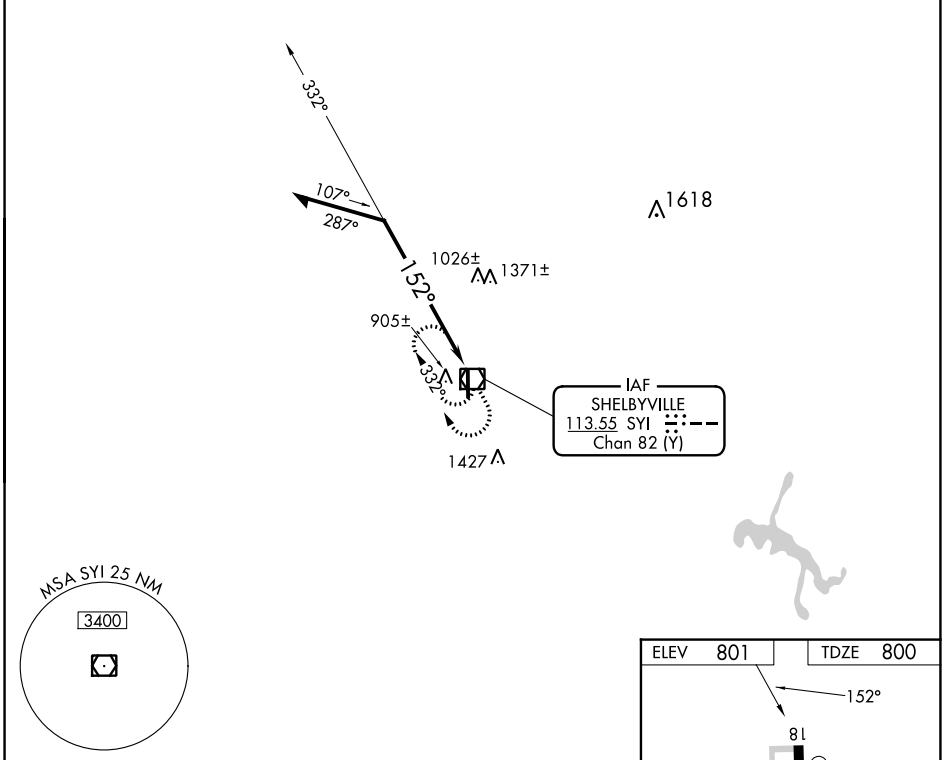 332°
107°
287°
1618
1026±
1371±
152°
905±
332°
IAF
SHELBYVILLE
113.55 SYI
Chan 82 (Y)
1427
MSA SYI 25 NM
3400
ELEV 801 TDZE 800
152°
18